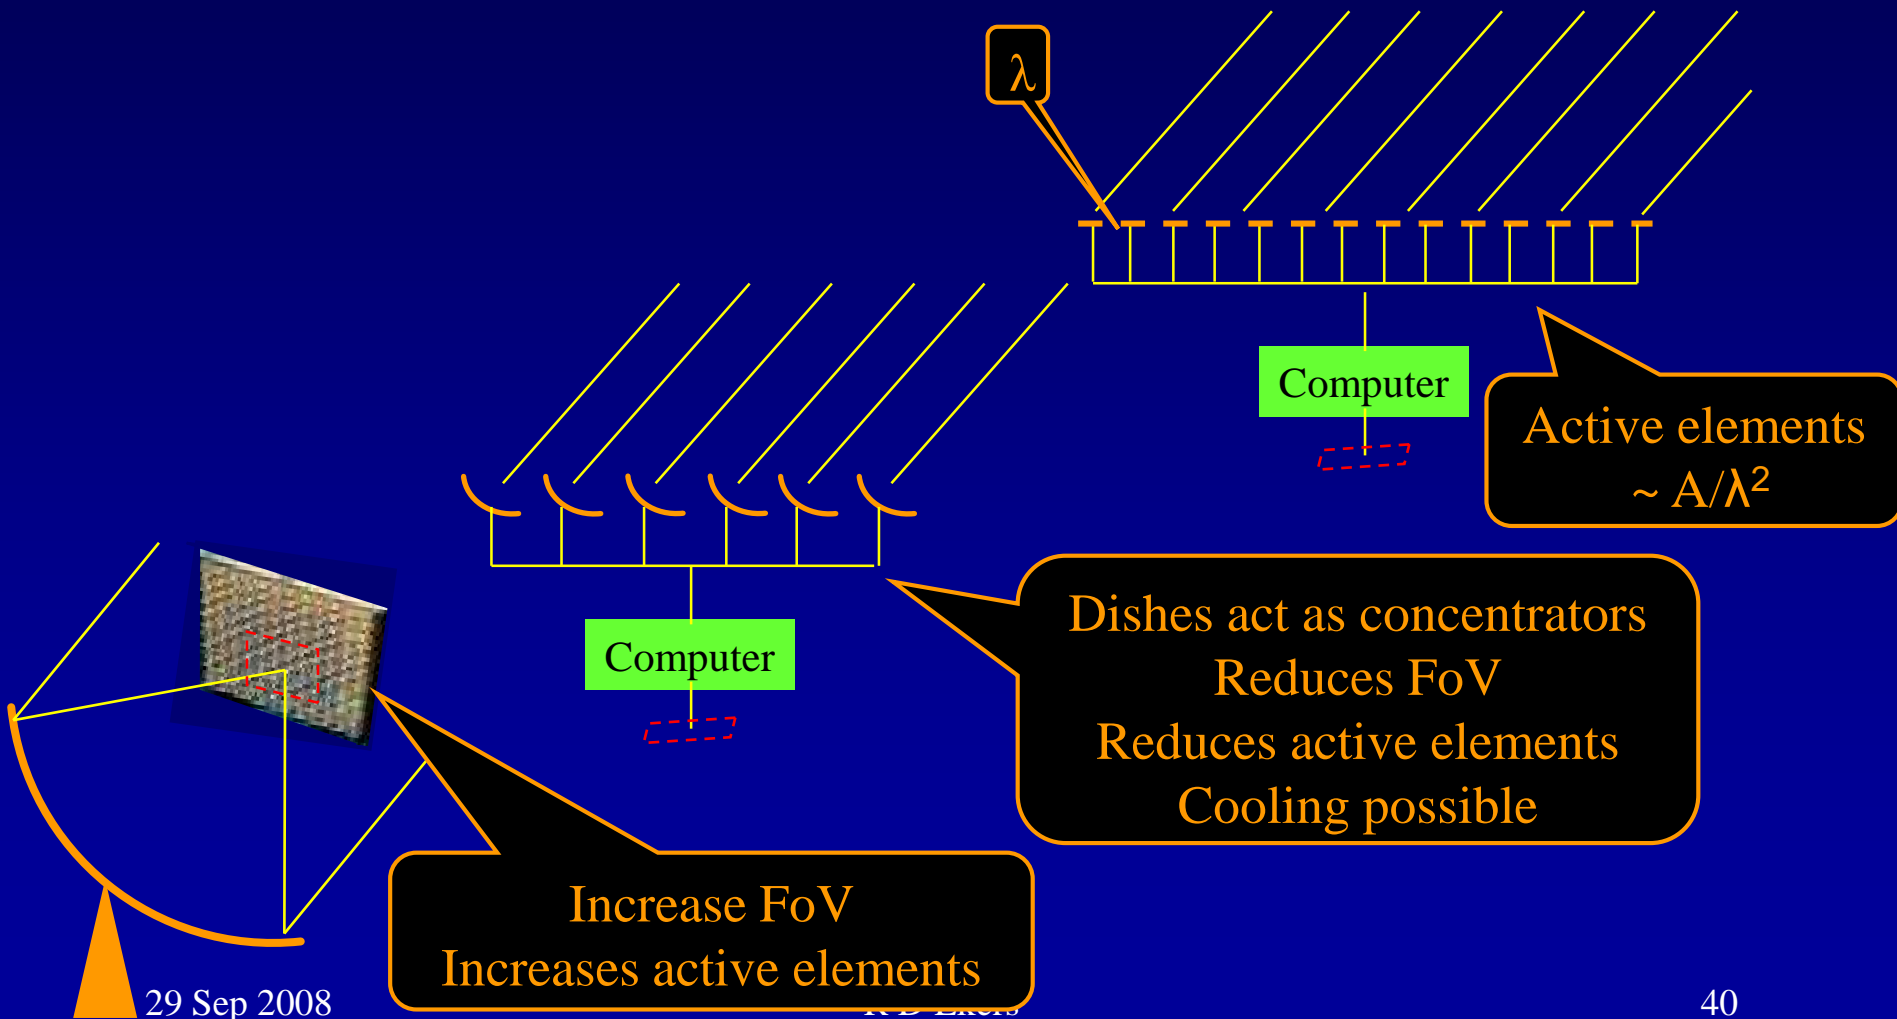 λ
Computer
Active elements
~ A/λ²
Computer
Dishes act as concentrators
Reduces FoV
Reduces active elements
Cooling possible
Increase FoV
Increases active elements
29 Sep 2008
40